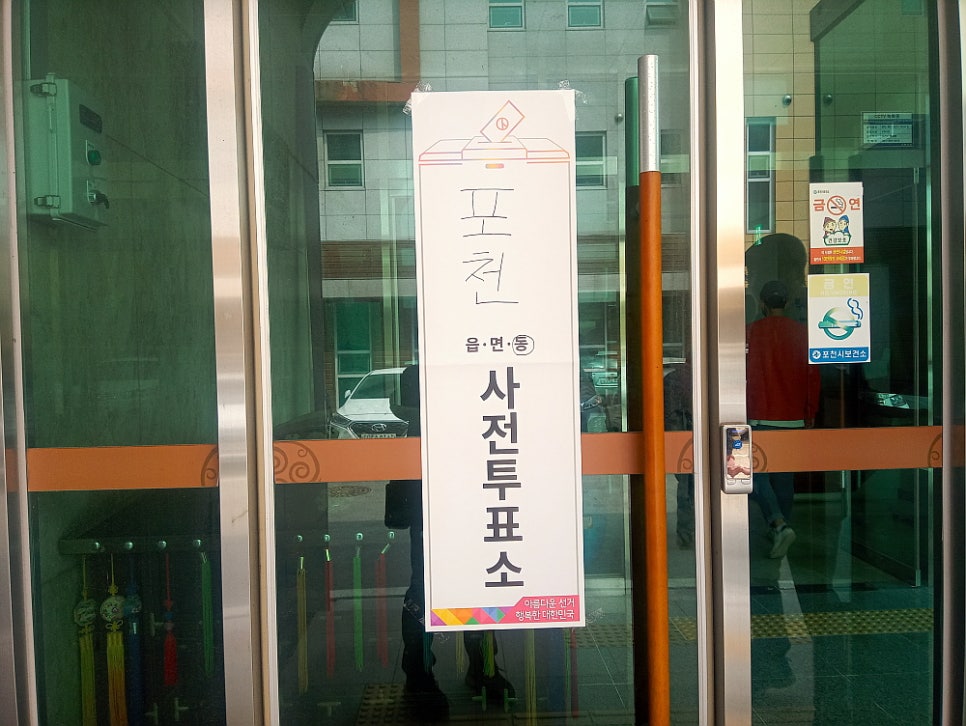 포천
읍·면·동
사전투표소
아름다운 선거
행복한 대한민국
금연
금연
포천시보건소